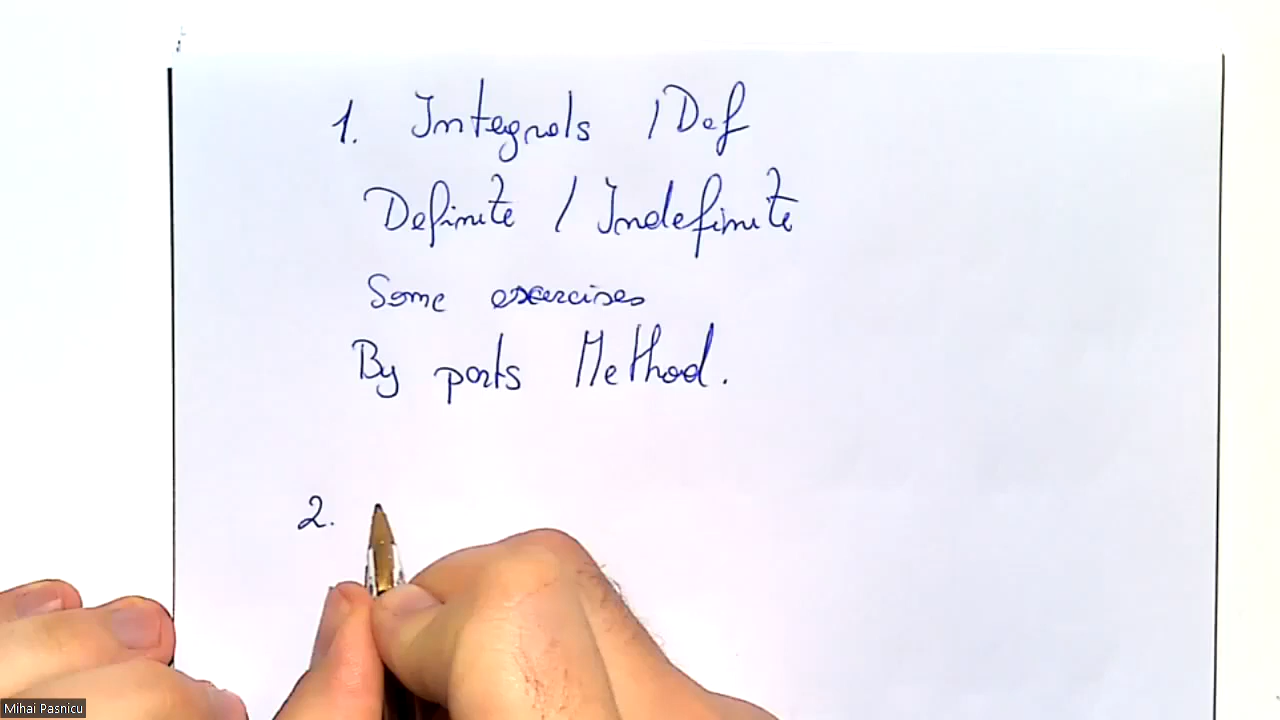 1. Integrals / Def
Definite / Indefinite
Some exercises
By parts Method.
2.
Mihai Pasnicu